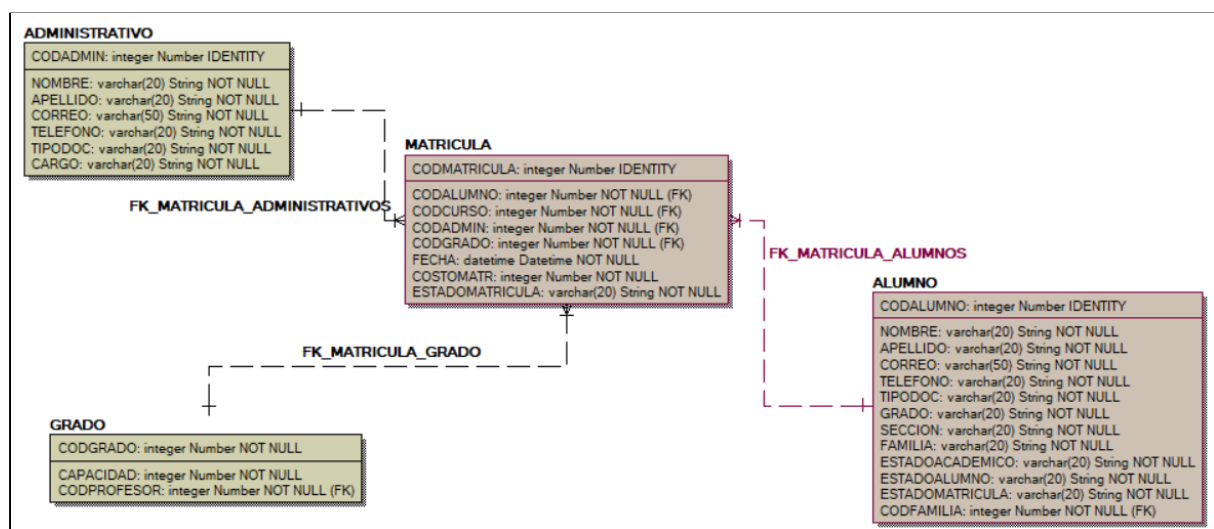 ADMINISTRATIVO
CODADMIN: integer Number IDENTITY
NOMBRE: varchar(20) String NOT NULL
APELLIDO: varchar(20) String NOT NULL
CORREO: varchar(50) String NOT NULL
TELEFONO: varchar(20) String NOT NULL
TIPODOC: varchar(20) String NOT NULL
CARGO: varchar(20) String NOT NULL
FK_MATRICULA_ADMINISTRATIVOS
MATRICULA
CODMATRICULA: integer Number IDENTITY
CODALUMNO: integer Number NOT NULL (FK)
CODCURSO: integer Number NOT NULL (FK)
CODADMIN: integer Number NOT NULL (FK)
CODGRADO: integer Number NOT NULL (FK)
FECHA: datetime Datetime NOT NULL
COSTOMATR: integer Number NOT NULL
ESTADOMATRICULA: varchar(20) String NOT NULL
FK_MATRICULA_ALUMNOS
ALUMNO
CODALUMNO: integer Number IDENTITY
NOMBRE: varchar(20) String NOT NULL
APELLIDO: varchar(20) String NOT NULL
CORREO: varchar(50) String NOT NULL
TELEFONO: varchar(20) String NOT NULL
TIPODOC: varchar(20) String NOT NULL
GRADO: varchar(20) String NOT NULL
SECCION: varchar(20) String NOT NULL
FAMILIA: varchar(20) String NOT NULL
ESTADOACADEMICO: varchar(20) String NOT NULL
ESTADOALUMNO: varchar(20) String NOT NULL
ESTADOMATRICULA: varchar(20) String NOT NULL
CODFAMILIA: integer Number NOT NULL (FK)
FK_MATRICULA_GRADO
GRADO
CODGRADO: integer Number NOT NULL
CAPACIDAD: integer Number NOT NULL
CODPROFESOR: integer Number NOT NULL (FK)